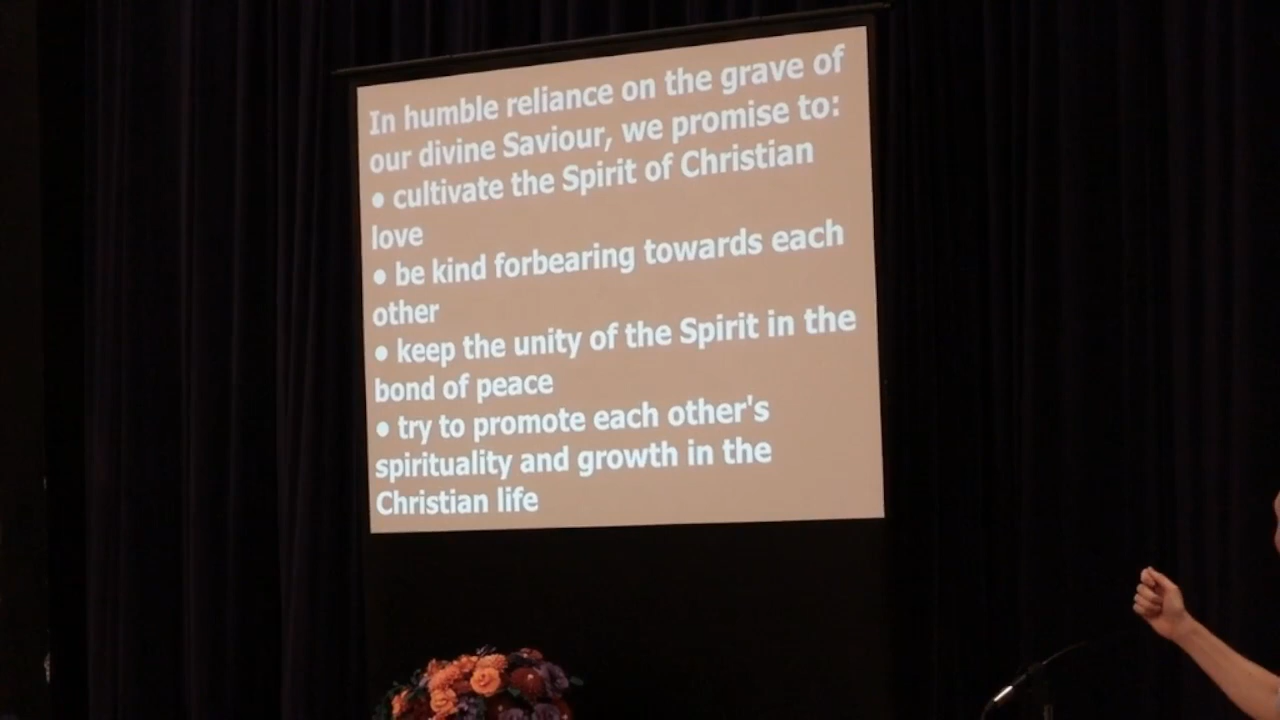 In humble reliance on the grave of
our divine Saviour, we promise to:
• cultivate the Spirit of Christian
love
• be kind forbearing towards each
other
• keep the unity of the Spirit in the
bond of peace
• try to promote each other's
spirituality and growth in the
Christian life